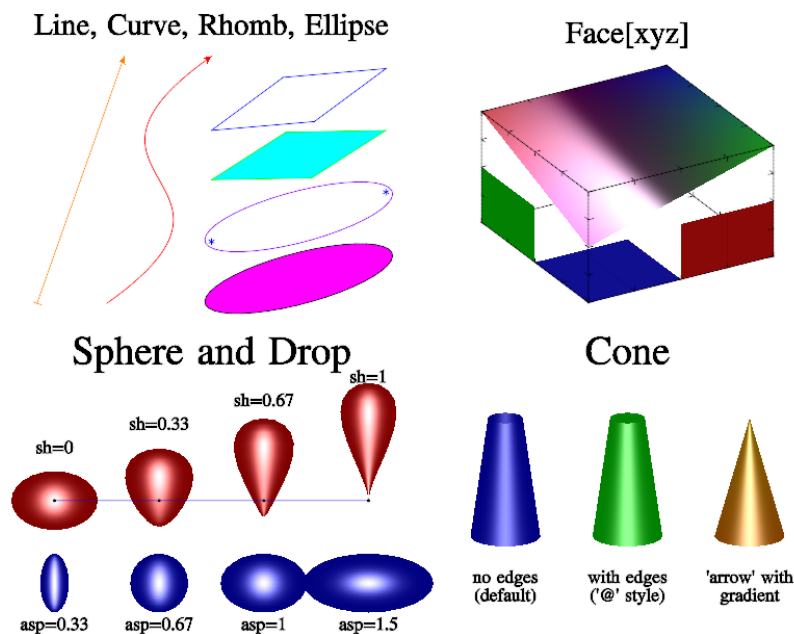 Line, Curve, Rhomb, Ellipse
Face[xyz]
Sphere and Drop
Cone
sh=0
sh=0.33
sh=0.67
sh=1
asp=0.33
asp=0.67
asp=1
asp=1.5
no edges
(default)
with edges
('@' style)
'arrow' with
gradient